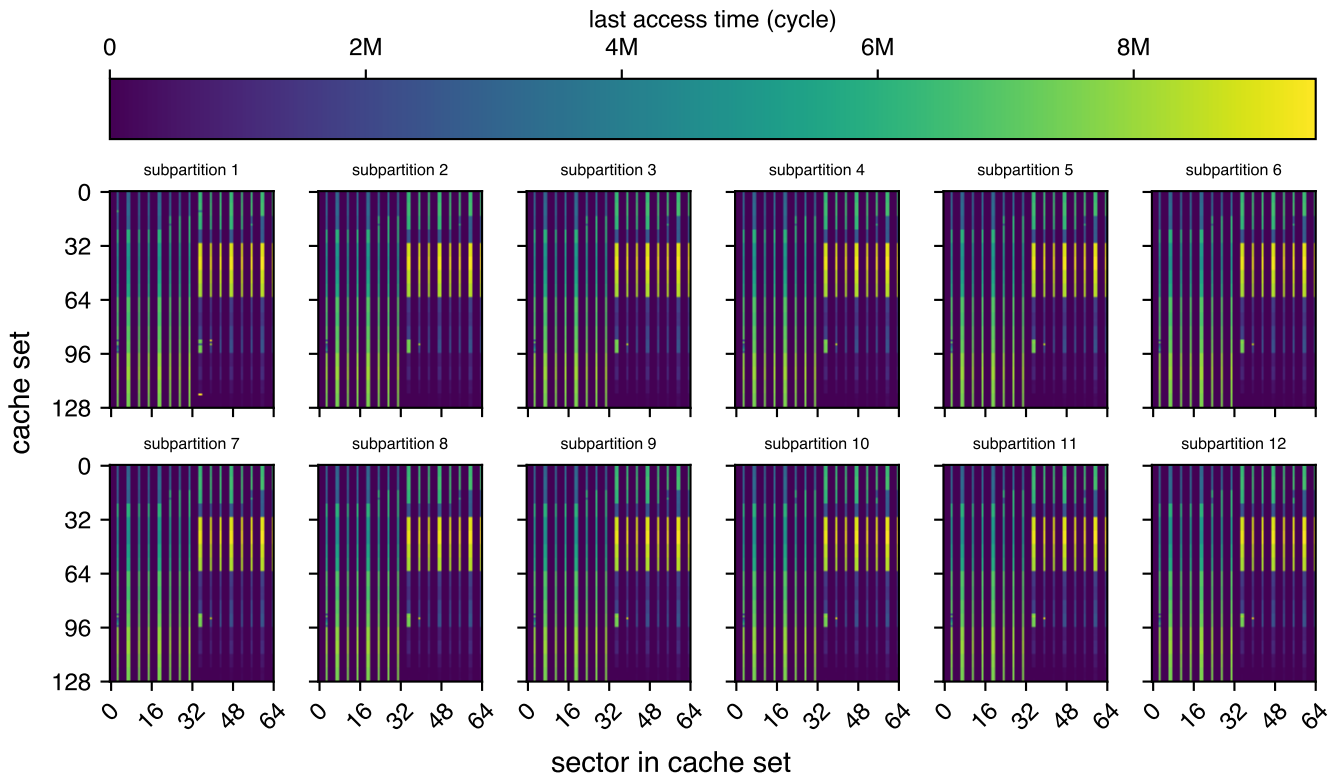 last access time (cycle)
0 2M 4M 6M 8M
subpartition 1 subpartition 2 subpartition 3 subpartition 4 subpartition 5 subpartition 6
0
32
64
96
128
cache set
subpartition 7 subpartition 8 subpartition 9 subpartition 10 subpartition 11 subpartition 12
0
32
64
96
128
0 16 32 48 64 0 16 32 48 64 0 16 32 48 64 0 16 32 48 64 0 16 32 48 64 0 16 32 48 64
sector in cache set